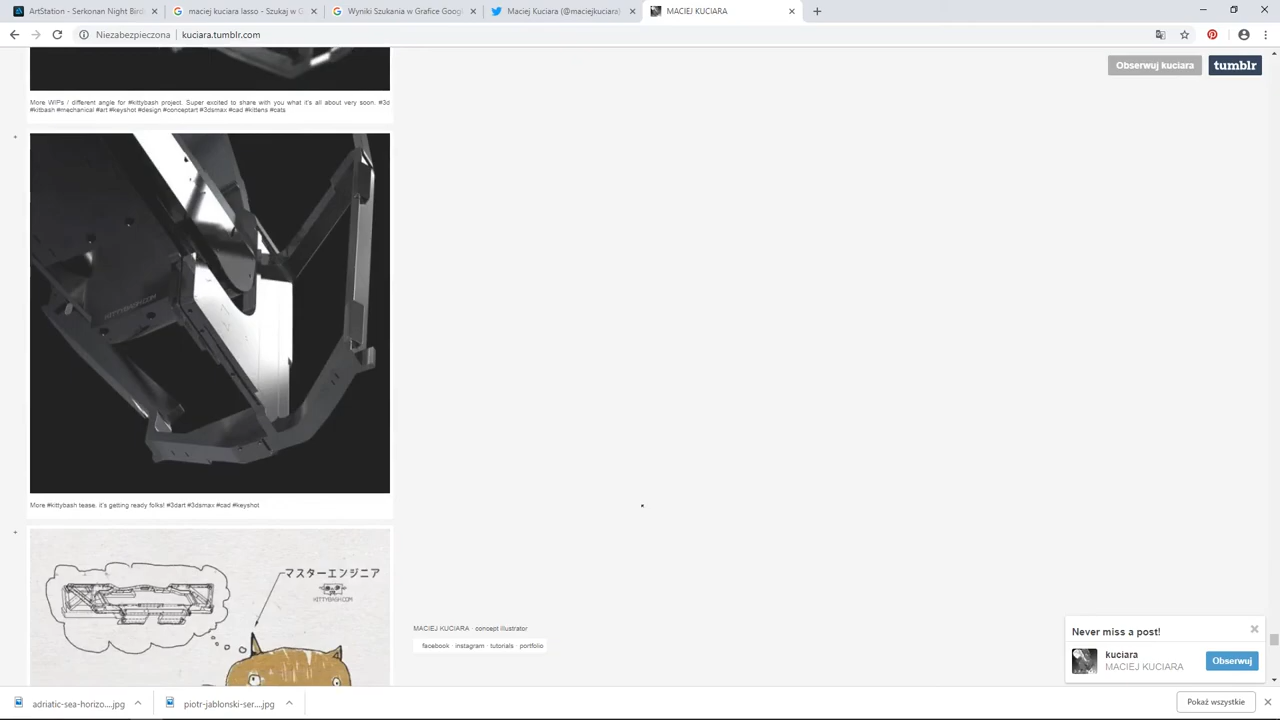 ArtStation - Serkonan Night Bird
maciej kuciara lasso - Szukaj w G
Wyniki Szukania w Grafice Googl
Maciej Kuciara (@maciejkuciara)
MACIEJ KUCIARA
Niezabezpieczona
kuciara.tumblr.com
Obserwuj kuciara
tumblr
More WIPs / different angle for #kittybash project. Super excited to share with you what it's all about very soon. #3d
#kitbash #mechanical #art #keyshot #design #conceptart #3dsmax #cad #kittens #cats
KITTYBASH.COM
More #kittybash tease. it's getting ready folks! #3dart #3dsmax #cad #keyshot
マスターエンジニア
KITTYBASH.COM
MACIEJ KUCIARA · concept illustrator
facebook · instagram · tutorials · portfolio
Never miss a post!
kuciara
MACIEJ KUCIARA
Obserwuj
adriatic-sea-horizo....jpg
piotr-jablonski-ser....jpg
Pokaż wszystkie